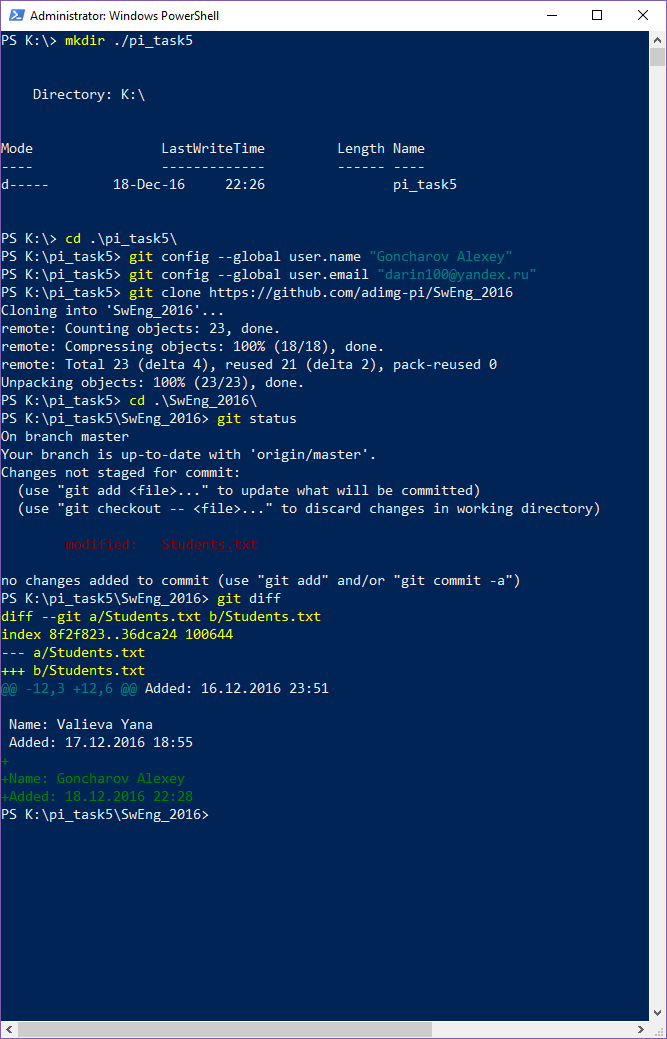 Administrator: Windows PowerShell
PS K:\> mkdir ./pi_task5
Directory: K:\
Mode                LastWriteTime         Length Name
----                -------------         ------ ----
d-----        18-Dec-16     22:26                pi_task5
PS K:\> cd .\pi_task5\
PS K:\pi_task5> git config --global user.name "Goncharov Alexey"
PS K:\pi_task5> git config --global user.email "darin100@yandex.ru"
PS K:\pi_task5> git clone https://github.com/adimg-pi/SwEng_2016
Cloning into 'SwEng_2016'...
remote: Counting objects: 23, done.
remote: Compressing objects: 100% (18/18), done.
remote: Total 23 (delta 4), reused 21 (delta 2), pack-reused 0
Unpacking objects: 100% (23/23), done.
PS K:\pi_task5> cd .\SwEng_2016\
PS K:\pi_task5\SwEng_2016> git status
On branch master
Your branch is up-to-date with 'origin/master'.
Changes not staged for commit:
  (use "git add <file>..." to update what will be committed)
  (use "git checkout -- <file>..." to discard changes in working directory)
        modified:   Students.txt
no changes added to commit (use "git add" and/or "git commit -a")
PS K:\pi_task5\SwEng_2016> git diff
diff --git a/Students.txt b/Students.txt
index 8f2f823..36dca24 100644
--- a/Students.txt
+++ b/Students.txt
@@ -12,3 +12,6 @@ Added: 16.12.2016 23:51
 Name: Valieva Yana
 Added: 17.12.2016 18:55
+
+Name: Goncharov Alexey
+Added: 18.12.2016 22:28
PS K:\pi_task5\SwEng_2016>